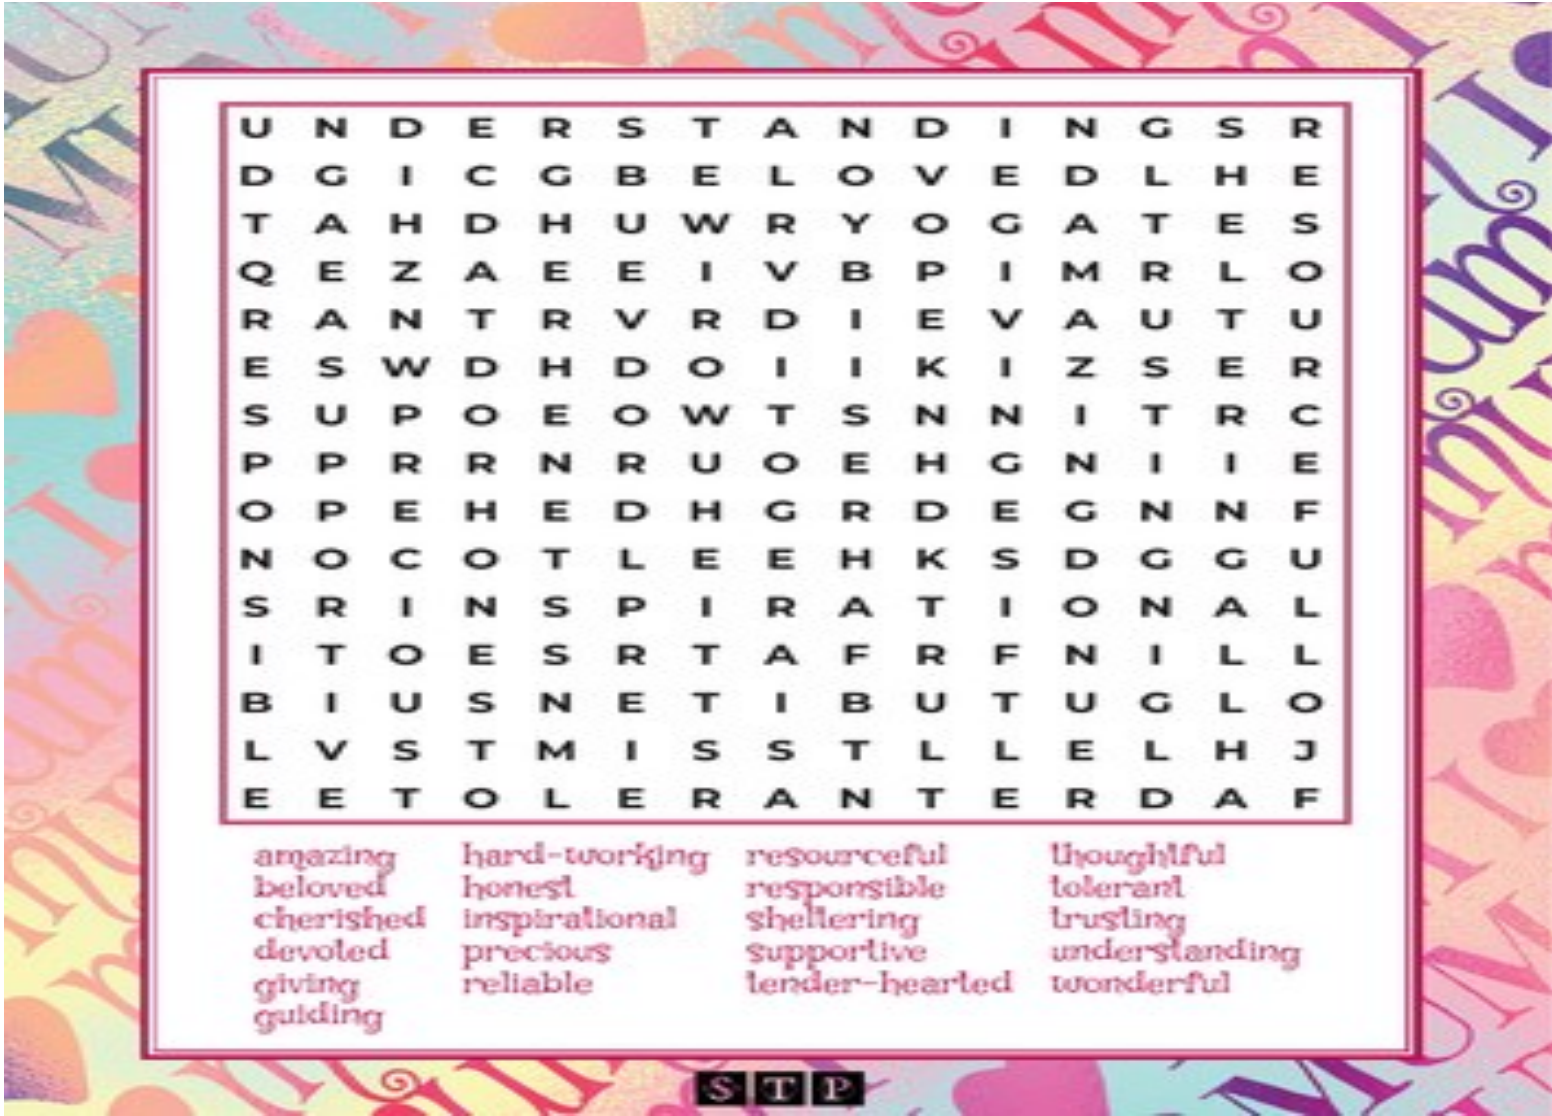 U N D E R S T A N D I N G S R
D G I C G B E L O V E D L H E
T A H D H U W R Y O G A T E S
Q E Z A E E I V B P I M R L O
R A N T R V R D I E V A U T U
E S W D H D O I I K I Z S E R
S U P O E O W T S N N I T R C
P P R R N R U O E H G N I I E
O P E H E D H G R D E G N N F
N O C O T L E E H K S D G G U
S R I N S P I R A T I O N A L
I T O E S R T A F R F N I L L
B I U S N E T I B U T U G L O
L V S T M I S S T L L E L H J
E E T O L E R A N T E R D A F
amazing hard-working resourceful thoughtful
beloved honest responsible tolerant
cherished inspirational sheltering trusting
devoted precious supportive understanding
giving reliable tender-hearted wonderful
guiding
STP